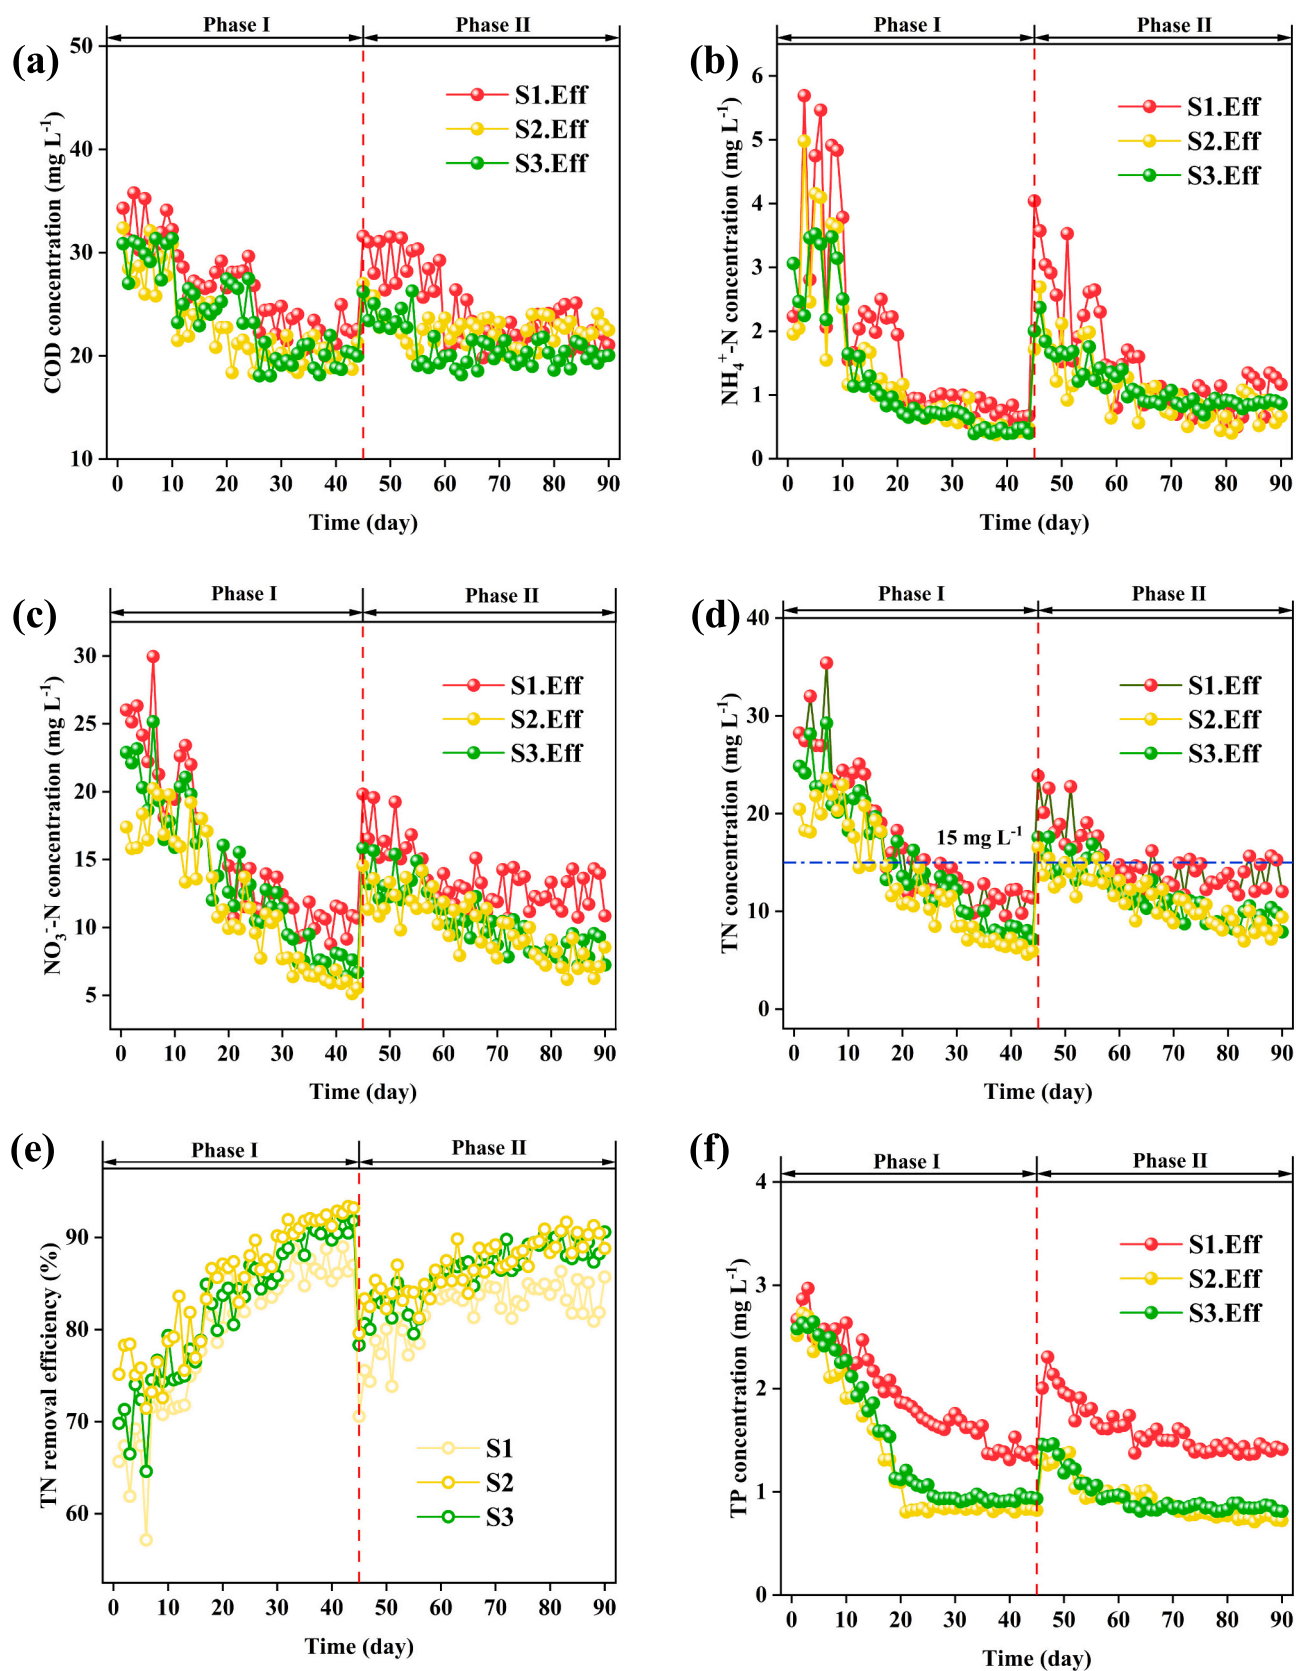 (a)
Phase I
Phase II
50
40
30
20
10
COD concentration (mg L⁻¹)
S1.Eff
S2.Eff
S3.Eff
0 10 20 30 40 50 60 70 80 90
Time (day)
(b)
Phase I
Phase II
6
5
4
3
2
1
0
NH₄⁺-N concentration (mg L⁻¹)
S1.Eff
S2.Eff
S3.Eff
0 10 20 30 40 50 60 70 80 90
Time (day)
(c)
Phase I
Phase II
30
25
20
15
10
5
NO₃⁻-N concentration (mg L⁻¹)
S1.Eff
S2.Eff
S3.Eff
0 10 20 30 40 50 60 70 80 90
Time (day)
(d)
Phase I
Phase II
40
30
20
10
0
TN concentration (mg L⁻¹)
S1.Eff
S2.Eff
S3.Eff
15 mg L⁻¹
0 10 20 30 40 50 60 70 80 90
Time (day)
(e)
Phase I
Phase II
90
80
70
60
TN removal efficiency (%)
S1
S2
S3
0 10 20 30 40 50 60 70 80 90
Time (day)
(f)
Phase I
Phase II
4
3
2
1
0
TP concentration (mg L⁻¹)
S1.Eff
S2.Eff
S3.Eff
0 10 20 30 40 50 60 70 80 90
Time (day)